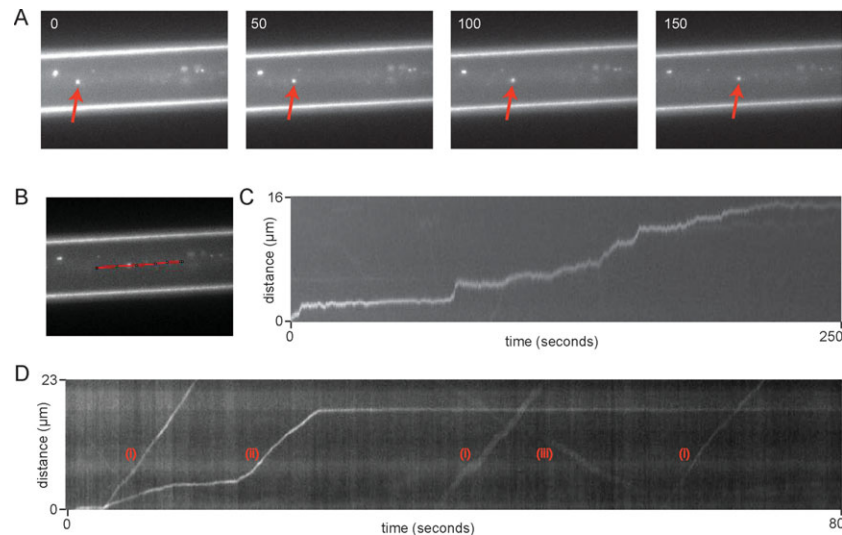 A
0
50
100
150
B
C
16
distance (µm)
0
0
250
time (seconds)
D
23
distance (µm)
0
(i)
(ii)
(i)
(iii)
(i)
0
80
time (seconds)